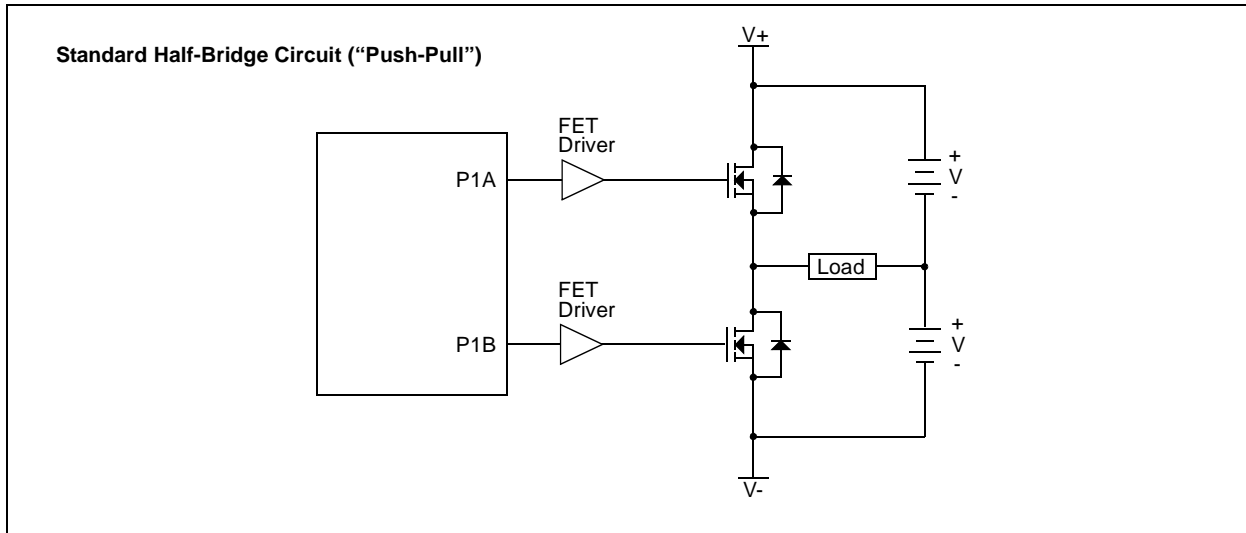 Standard Half-Bridge Circuit (“Push-Pull”)
V+
FET
Driver
P1A
+
V
-
Load
FET
Driver
P1B
+
V
-
V-